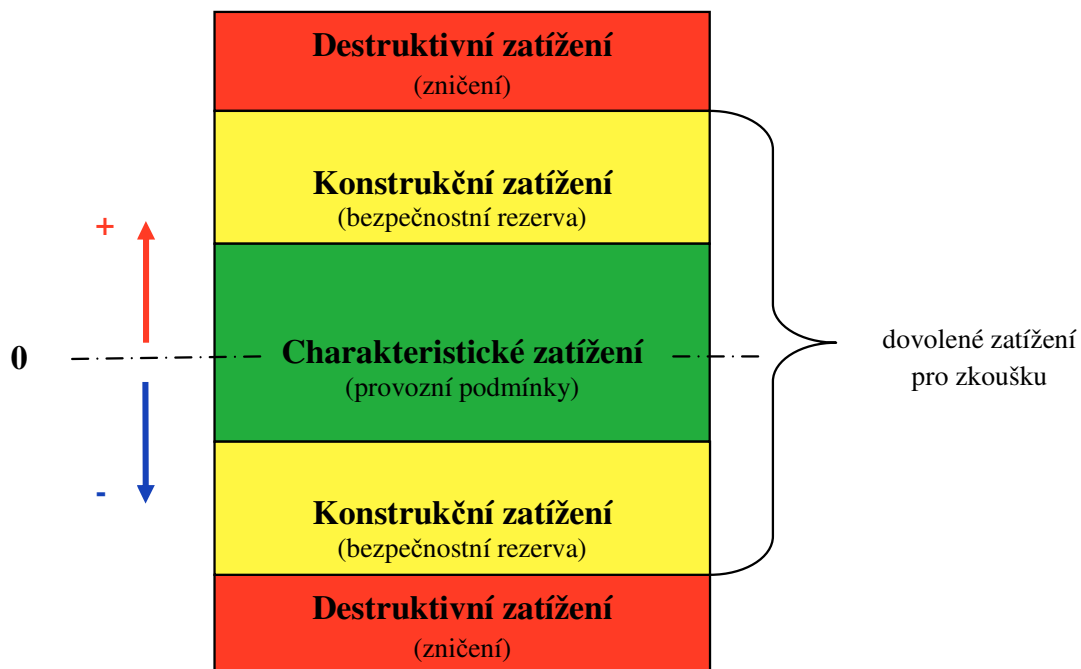 Destruktivní zatížení
(zničení)
Konstrukční zatížení
(bezpečnostní rezerva)
+
0
Charakteristické zatížení
(provozní podmínky)
dovolené zatížení
pro zkoušku
-
Konstrukční zatížení
(bezpečnostní rezerva)
Destruktivní zatížení
(zničení)